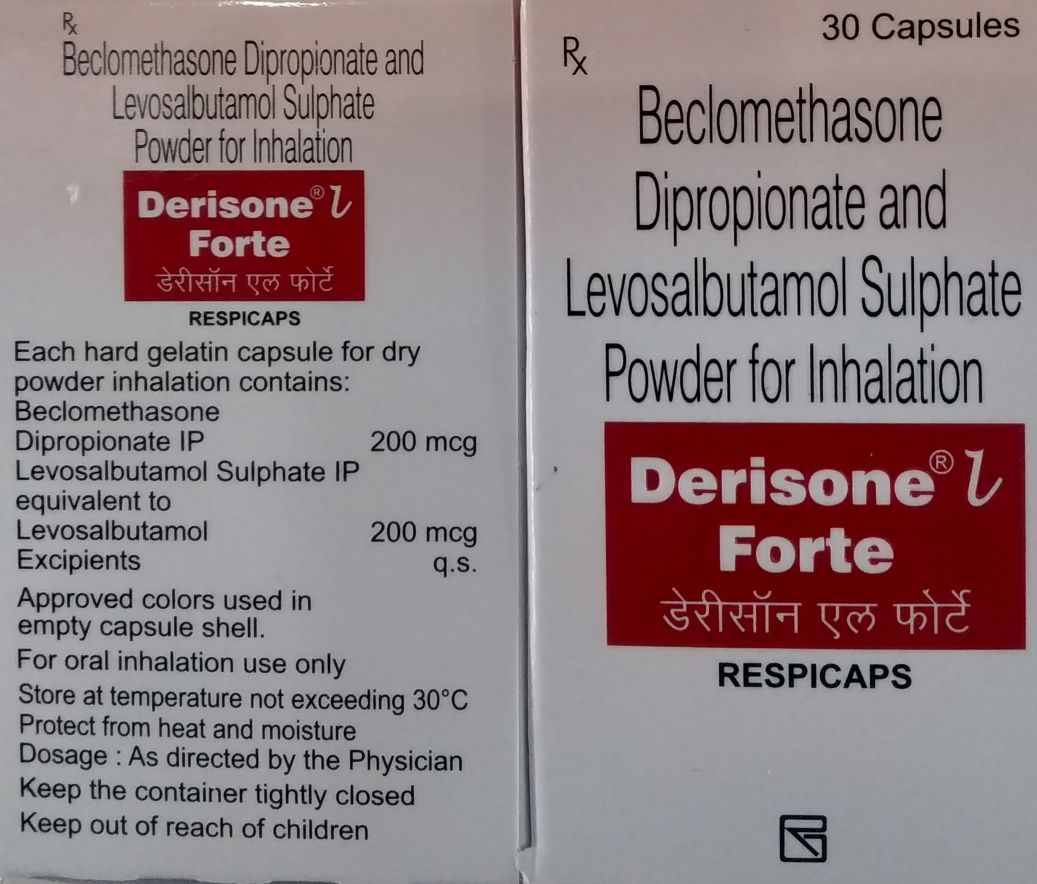 Rx
Beclomethasone Dipropionate and
Levosalbutamol Sulphate
Powder for Inhalation
Derisone® l
Forte
डेरीसॉन एल फोर्टे
RESPICAPS
Each hard gelatin capsule for dry
powder inhalation contains:
Beclomethasone
Dipropionate IP 200 mcg
Levosalbutamol Sulphate IP
equivalent to
Levosalbutamol 200 mcg
Excipients q.s.
Approved colors used in
empty capsule shell.
For oral inhalation use only
Store at temperature not exceeding 30°C
Protect from heat and moisture
Dosage : As directed by the Physician
Keep the container tightly closed
Keep out of reach of children
30 Capsules
Rx
Beclomethasone
Dipropionate and
Levosalbutamol Sulphate
Powder for Inhalation
Derisone® l
Forte
डेरीसॉन एल फोर्टे
RESPICAPS